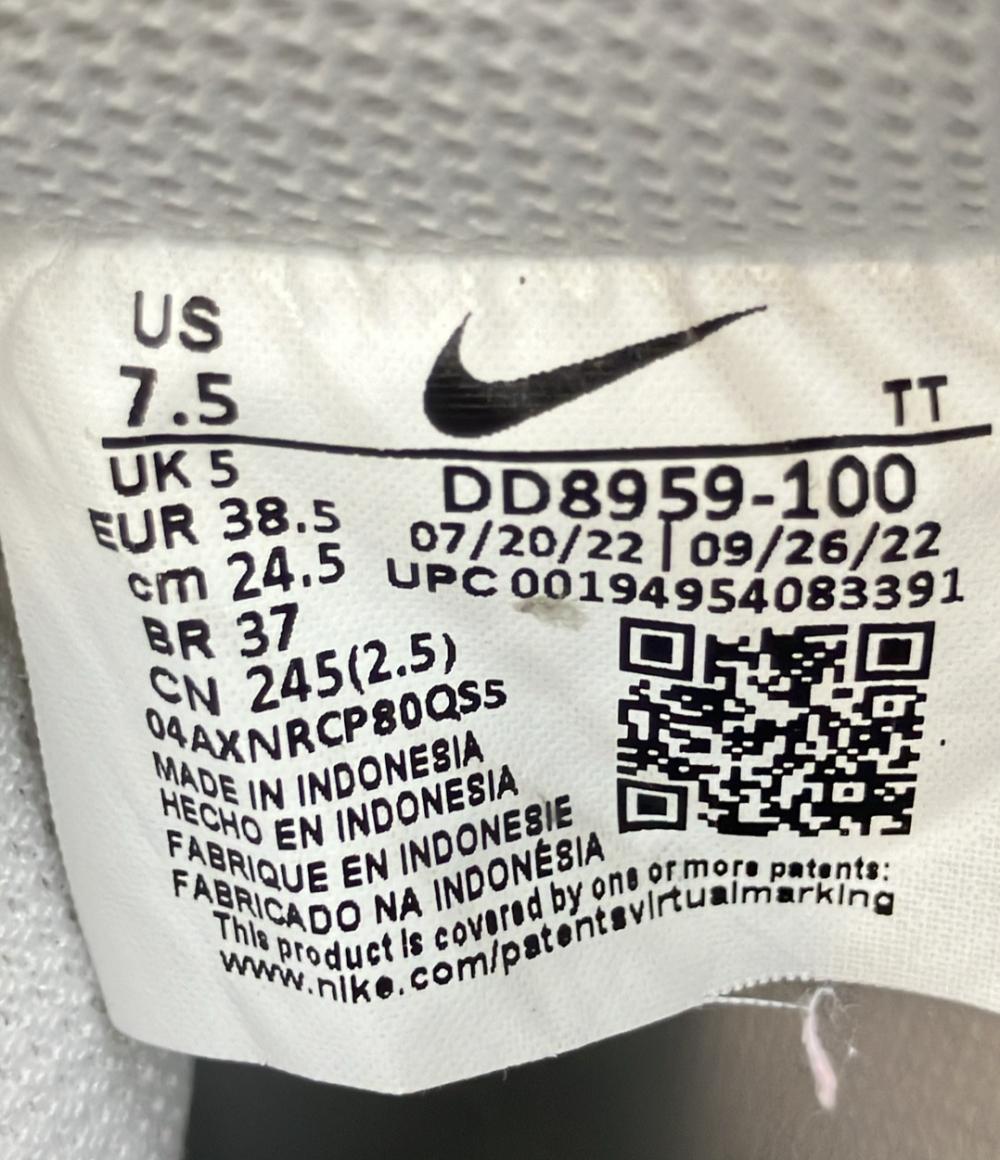 US
7.5
TT
UK 5
EUR 38.5
cm 24.5
BR 37
CN 245(2.5)
04AXNRCP80QS5
DD8959-100
07/20/22 | 09/26/22
UPC 00194954083391
MADE IN INDONESIA
HECHO EN INDONESIA
FABRIQUE EN INDONESIE
FABRICADO NA INDONÉSIA
This product is covered by one or more patents:
www.nike.com/patentsvirtualmarking